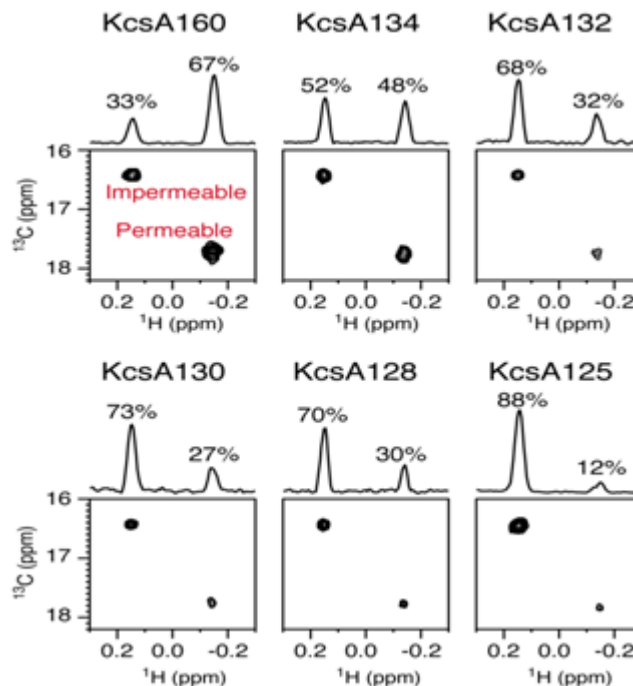 KcsA160 KcsA134 KcsA132
67%
33%
52% 48%
68%
32%
16
17
18
¹³C (ppm)
Impermeable
Permeable
0.2 0.0 -0.2 0.2 0.0 -0.2 0.2 0.0 -0.2
¹H (ppm) ¹H (ppm) ¹H (ppm)
KcsA130 KcsA128 KcsA125
73%
27%
70%
30%
88%
12%
16
17
18
¹³C (ppm)
0.2 0.0 -0.2 0.2 0.0 -0.2 0.2 0.0 -0.2
¹H (ppm) ¹H (ppm) ¹H (ppm)